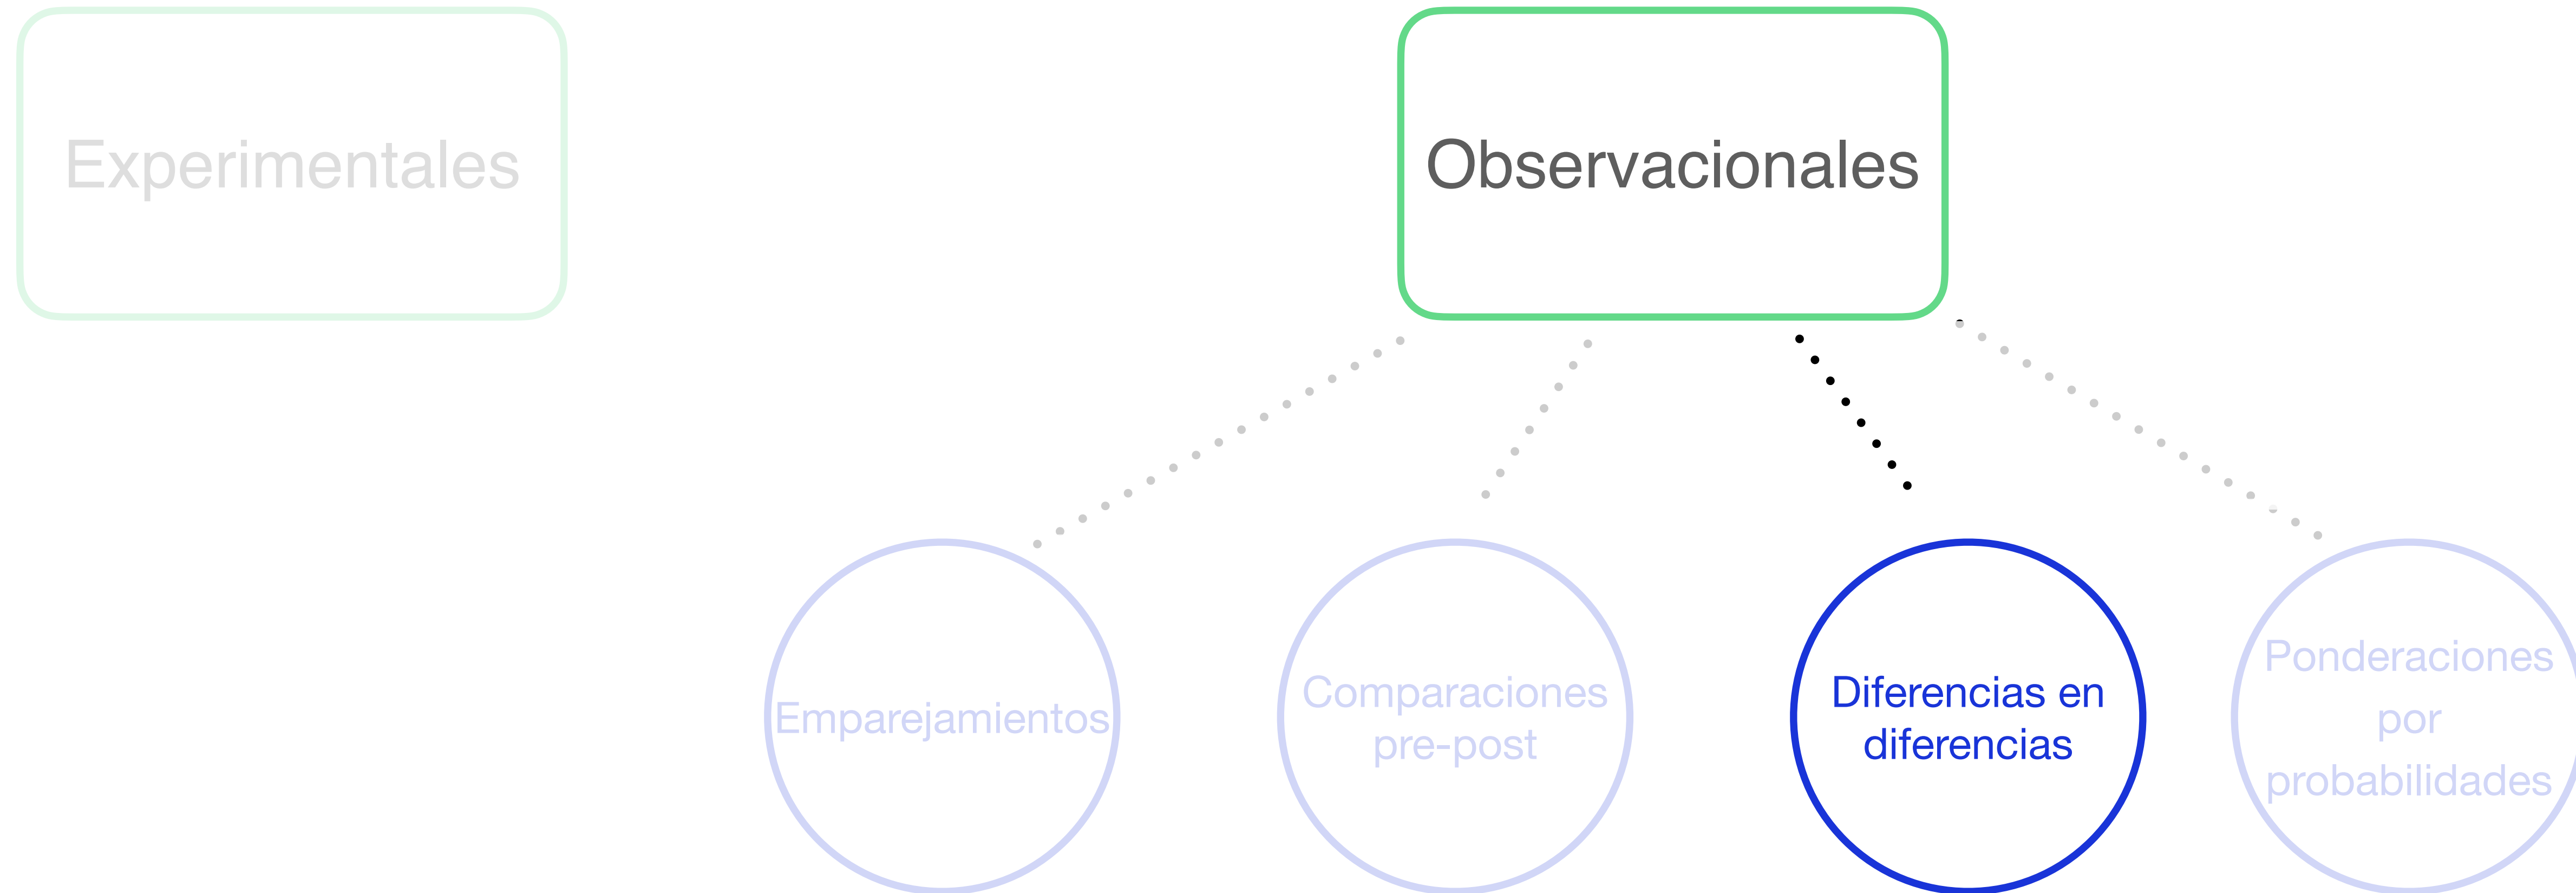 Experimentales
Observacionales
Emparejamientos
Comparaciones
pre-post
Diferencias en
diferencias
Ponderaciones
por
probabilidades